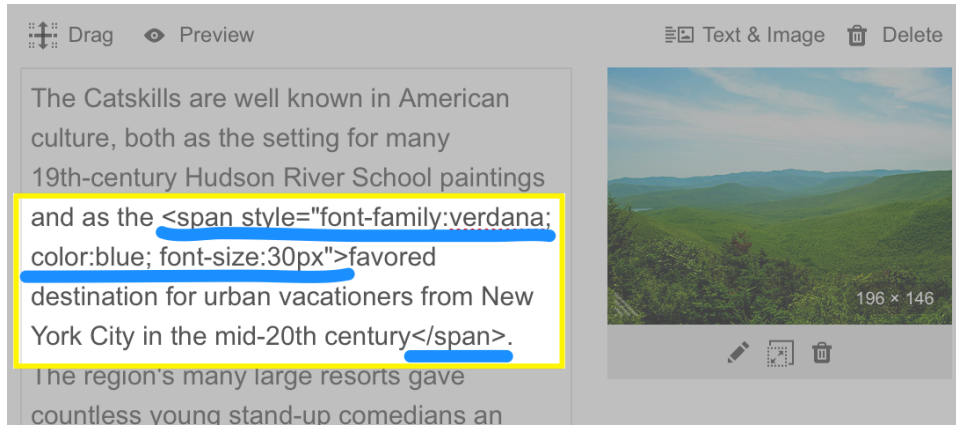 Drag Preview Text & Image Delete
The Catskills are well known in American
culture, both as the setting for many
19th-century Hudson River School paintings
and as the <span style="font-family:verdana;
color:blue; font-size:30px">favored
destination for urban vacationers from New
York City in the mid-20th century</span>.
The region's many large resorts gave
countless young stand-up comedians an
196 × 146